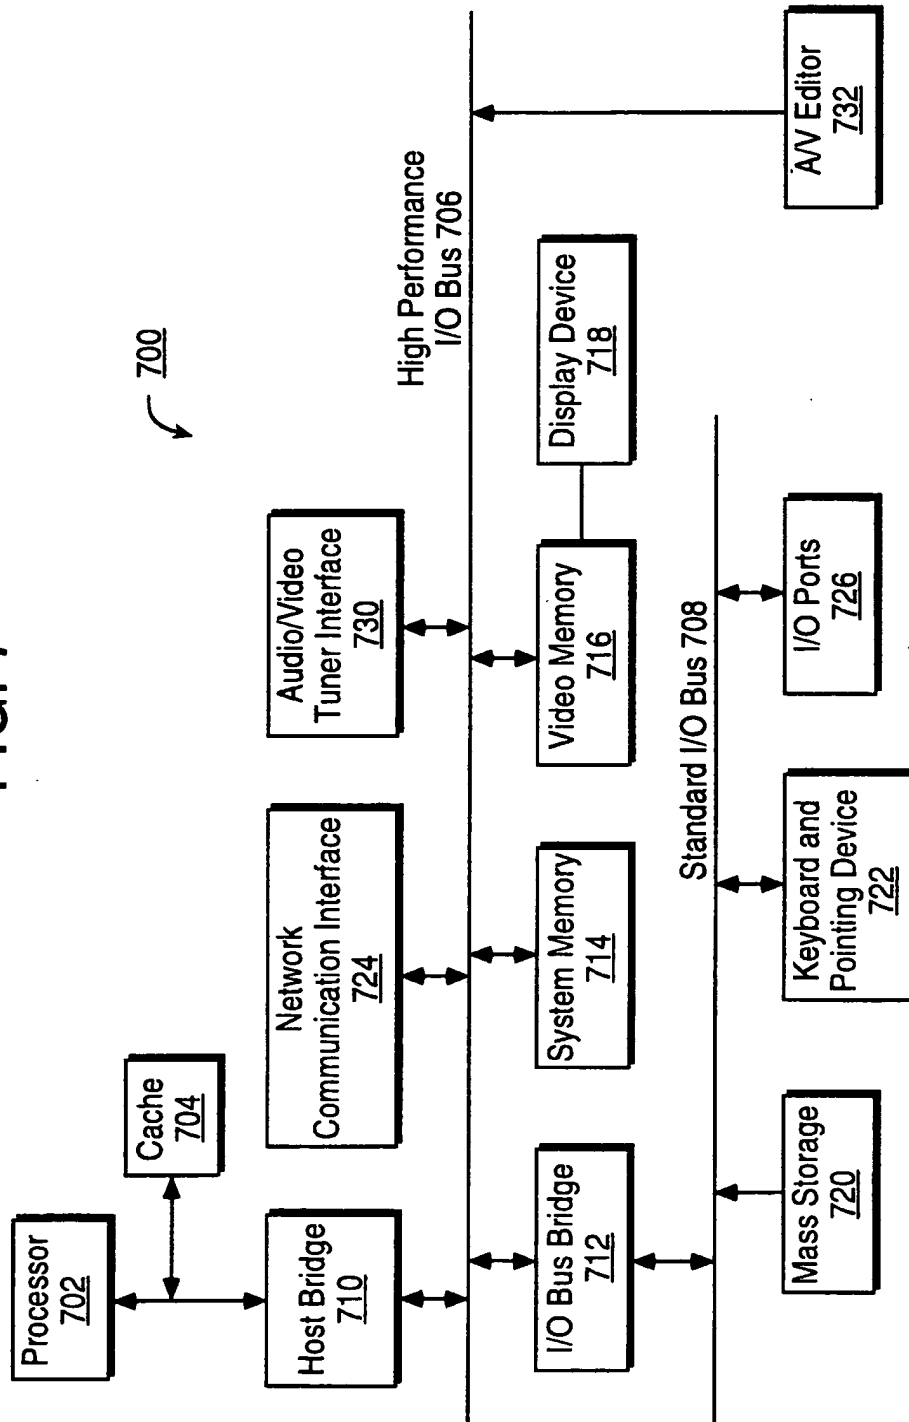 FIG. 7
700
Processor
702
Cache
704
Host Bridge
710
Network
Communication Interface
724
Audio/Video
Tuner Interface
730
High Performance
I/O Bus 706
I/O Bus Bridge
712
System Memory
714
Video Memory
716
Display Device
718
Standard I/O Bus 708
Mass Storage
720
Keyboard and
Pointing Device
722
I/O Ports
726
A/V Editor
732